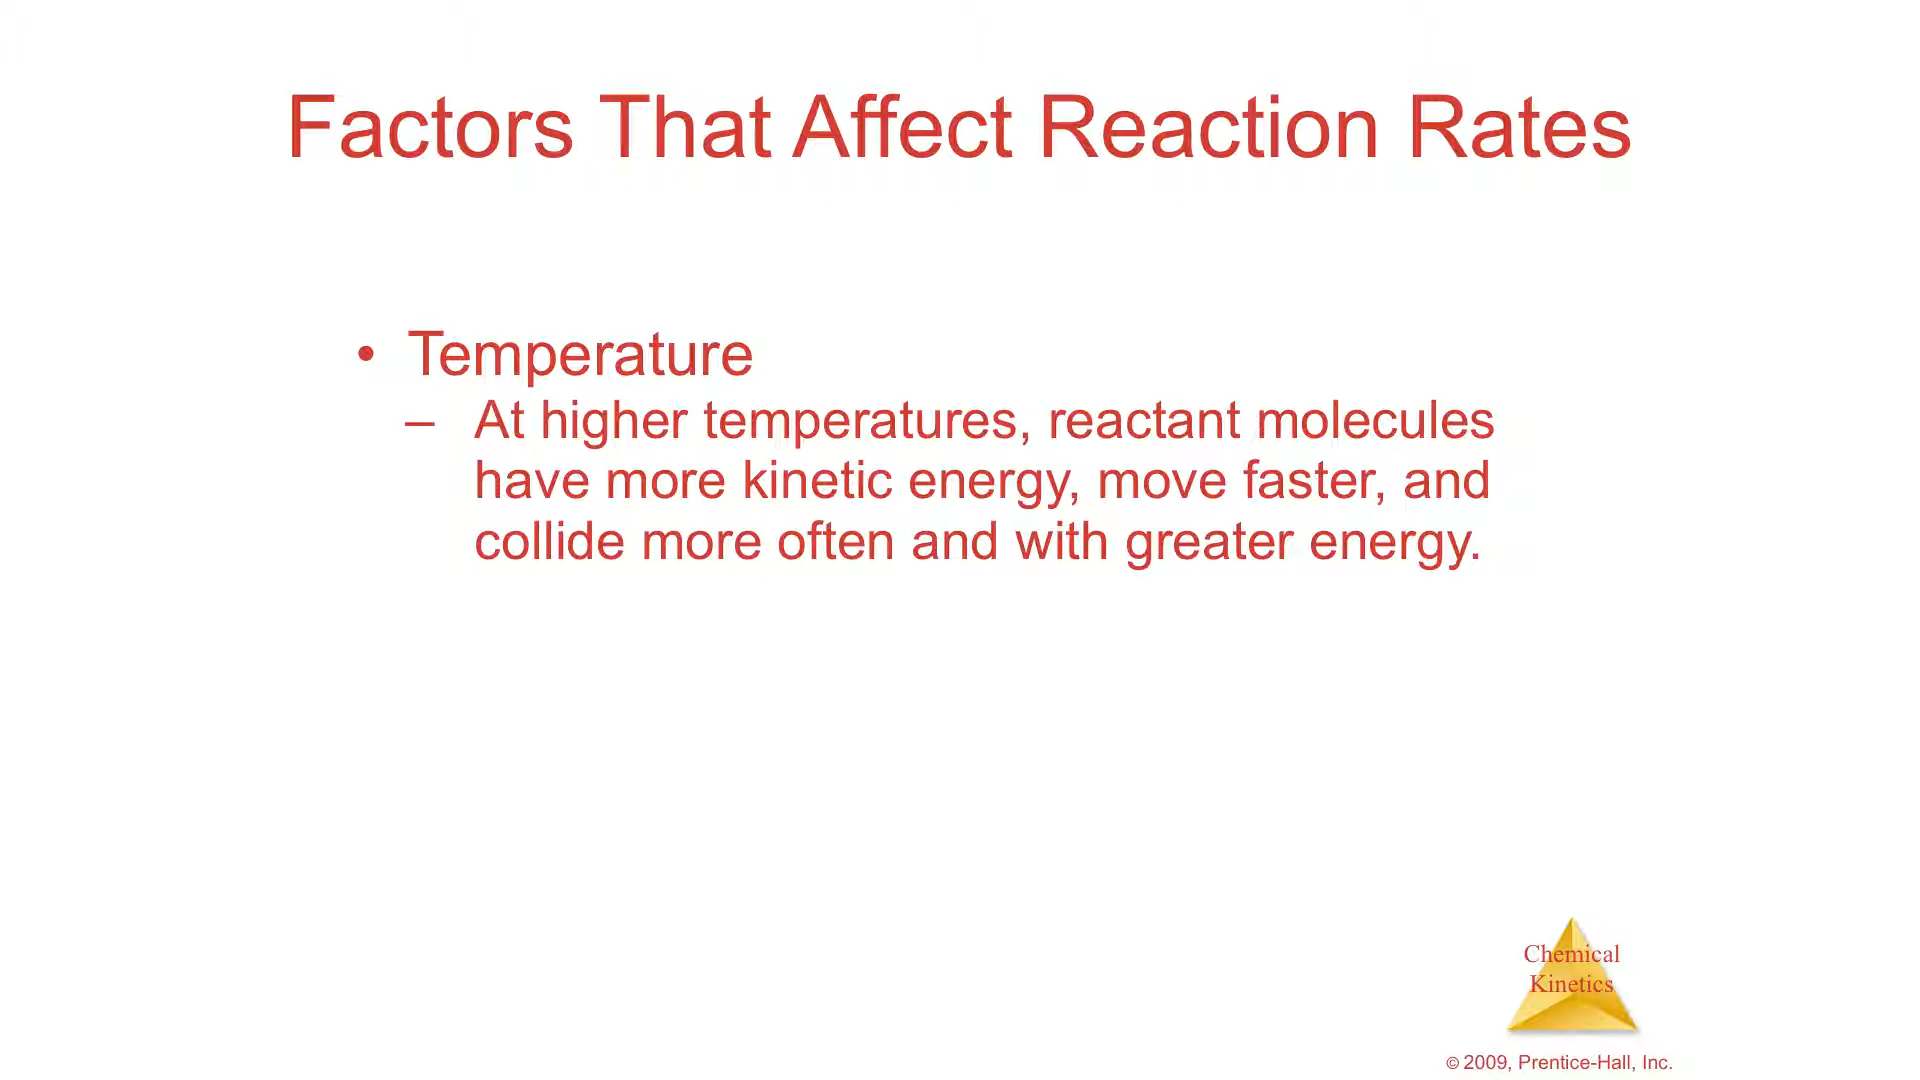 Factors That Affect Reaction Rates
• Temperature
– At higher temperatures, reactant molecules
have more kinetic energy, move faster, and
collide more often and with greater energy.
Chemical
Kinetics
© 2009, Prentice-Hall, Inc.